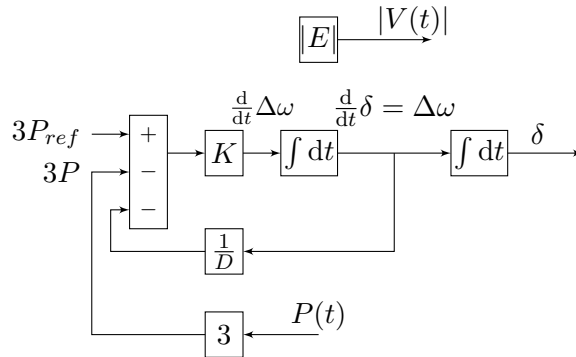 |E|
|V(t)|
d/dt Δω
d/dt δ = Δω
3P_ref
+
K
∫ dt
∫ dt
δ
3P
−
−
1/D
3
P(t)